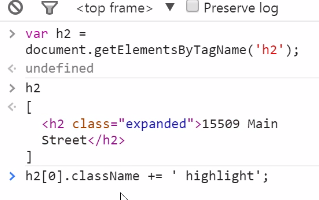 <top frame> ▼ Preserve log
> var h2 =
document.getElementsByTagName('h2');
<· undefined
> h2
<· [
<h2 class="expanded">15509 Main
Street</h2>
]
> h2[0].className += ' highlight';